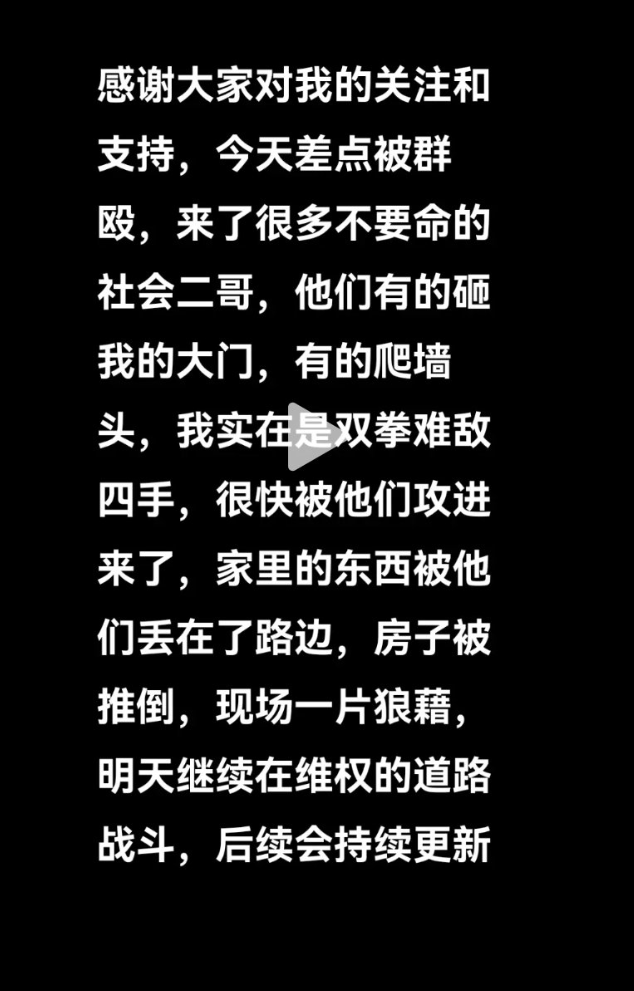 感谢大家对我的关注和
支持，今天差点被群
殴，来了很多不要命的
社会二哥，他们有的砸
我的大门，有的爬墙
头，我实在是双拳难敌
四手，很快被他们攻进
来了，家里的东西被他
们丢在了路边，房子被
推倒，现场一片狼藉，
明天继续在维权的道路
战斗，后续会持续更新